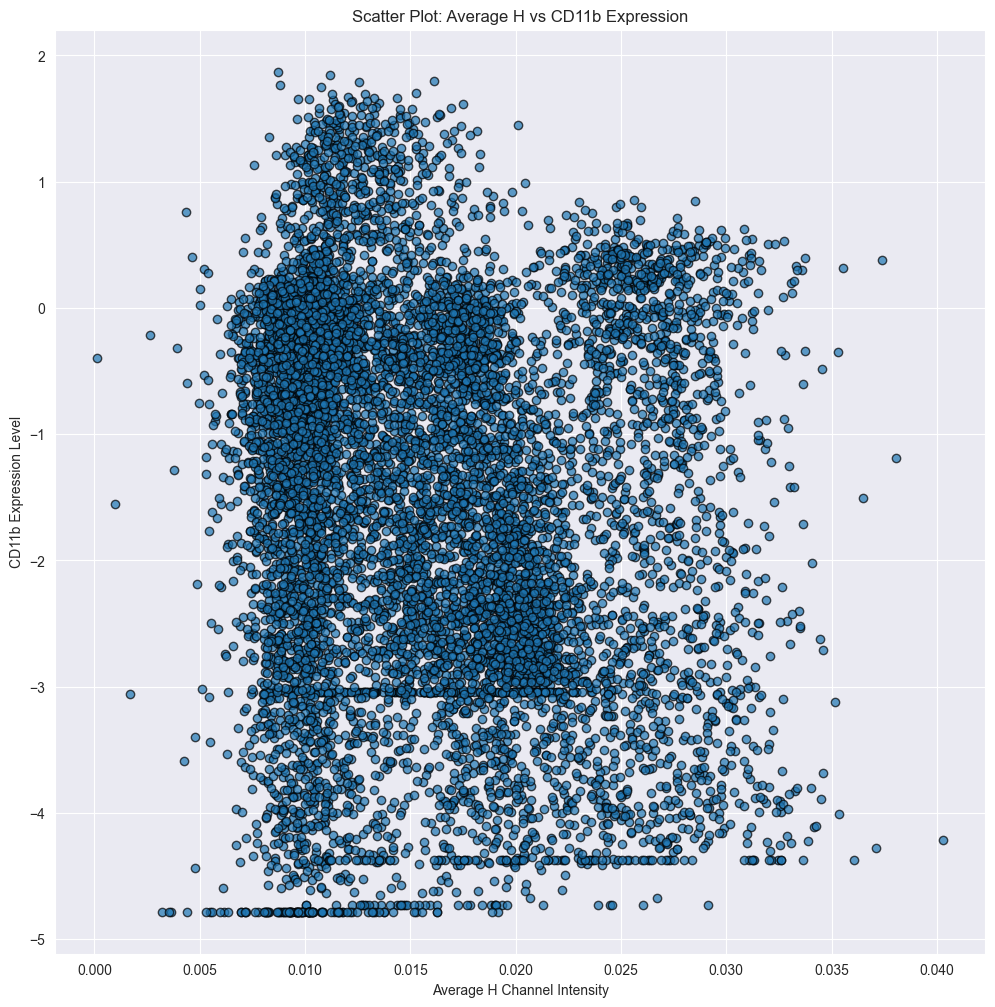 Scatter Plot: Average H vs CD11b Expression
2
1
0
−1
−2
−3
−4
−5
CD11b Expression Level
0.000 0.005 0.010 0.015 0.020 0.025 0.030 0.035 0.040
Average H Channel Intensity